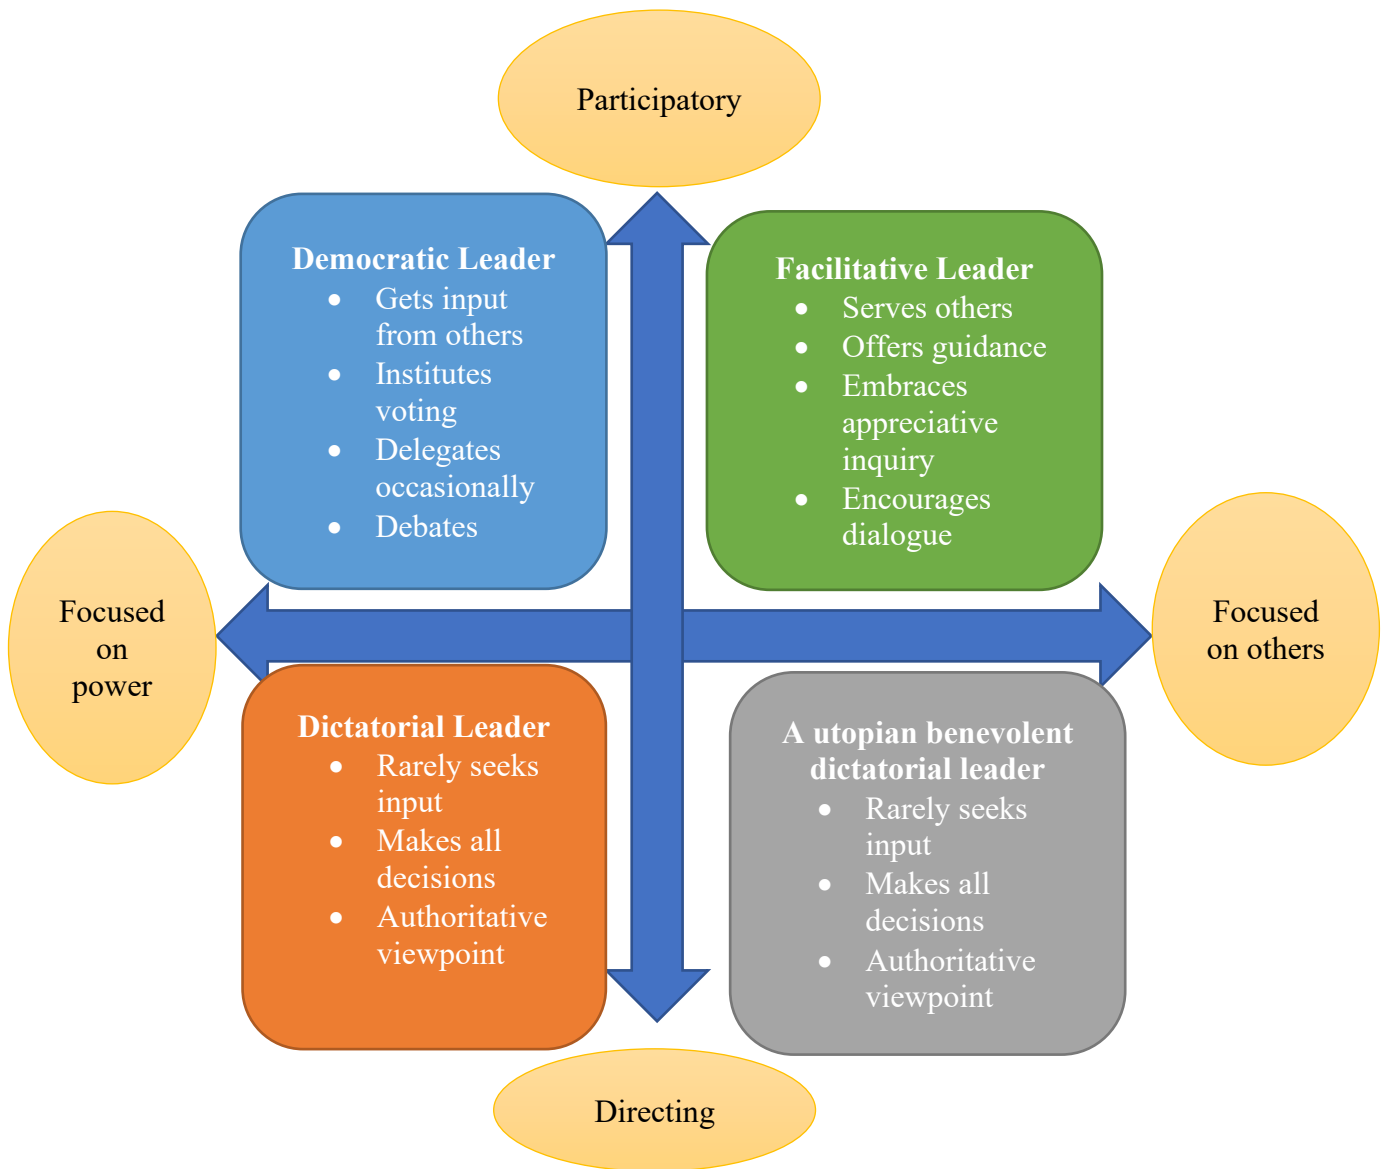 Participatory
Democratic Leader
• Gets input
from others
• Institutes
voting
• Delegates
occasionally
• Debates
Facilitative Leader
• Serves others
• Offers guidance
• Embraces
appreciative
inquiry
• Encourages
dialogue
Focused
on
power
Focused
on others
Dictatorial Leader
• Rarely seeks
input
• Makes all
decisions
• Authoritative
viewpoint
A utopian benevolent
dictatorial leader
• Rarely seeks
input
• Makes all
decisions
• Authoritative
viewpoint
Directing